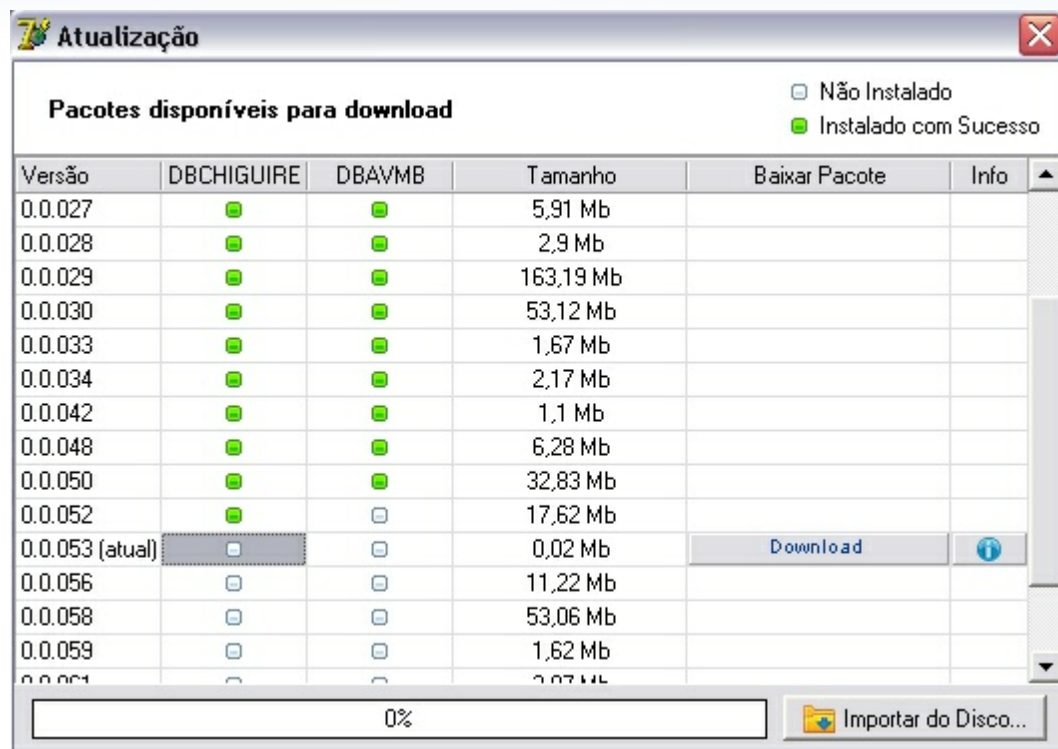 Atualização
Pacotes disponíveis para download
Não Instalado
Instalado com Sucesso
Versão DBCHIGUIRE DBAVMB Tamanho Baixar Pacote Info
0.0.027 5,91 Mb
0.0.028 2,9 Mb
0.0.029 163,19 Mb
0.0.030 53,12 Mb
0.0.033 1,67 Mb
0.0.034 2,17 Mb
0.0.042 1,1 Mb
0.0.048 6,28 Mb
0.0.050 32,83 Mb
0.0.052 17,62 Mb
0.0.053 (atual) 0,02 Mb Download
0.0.056 11,22 Mb
0.0.058 53,06 Mb
0.0.059 1,62 Mb
0% Importar do Disco...